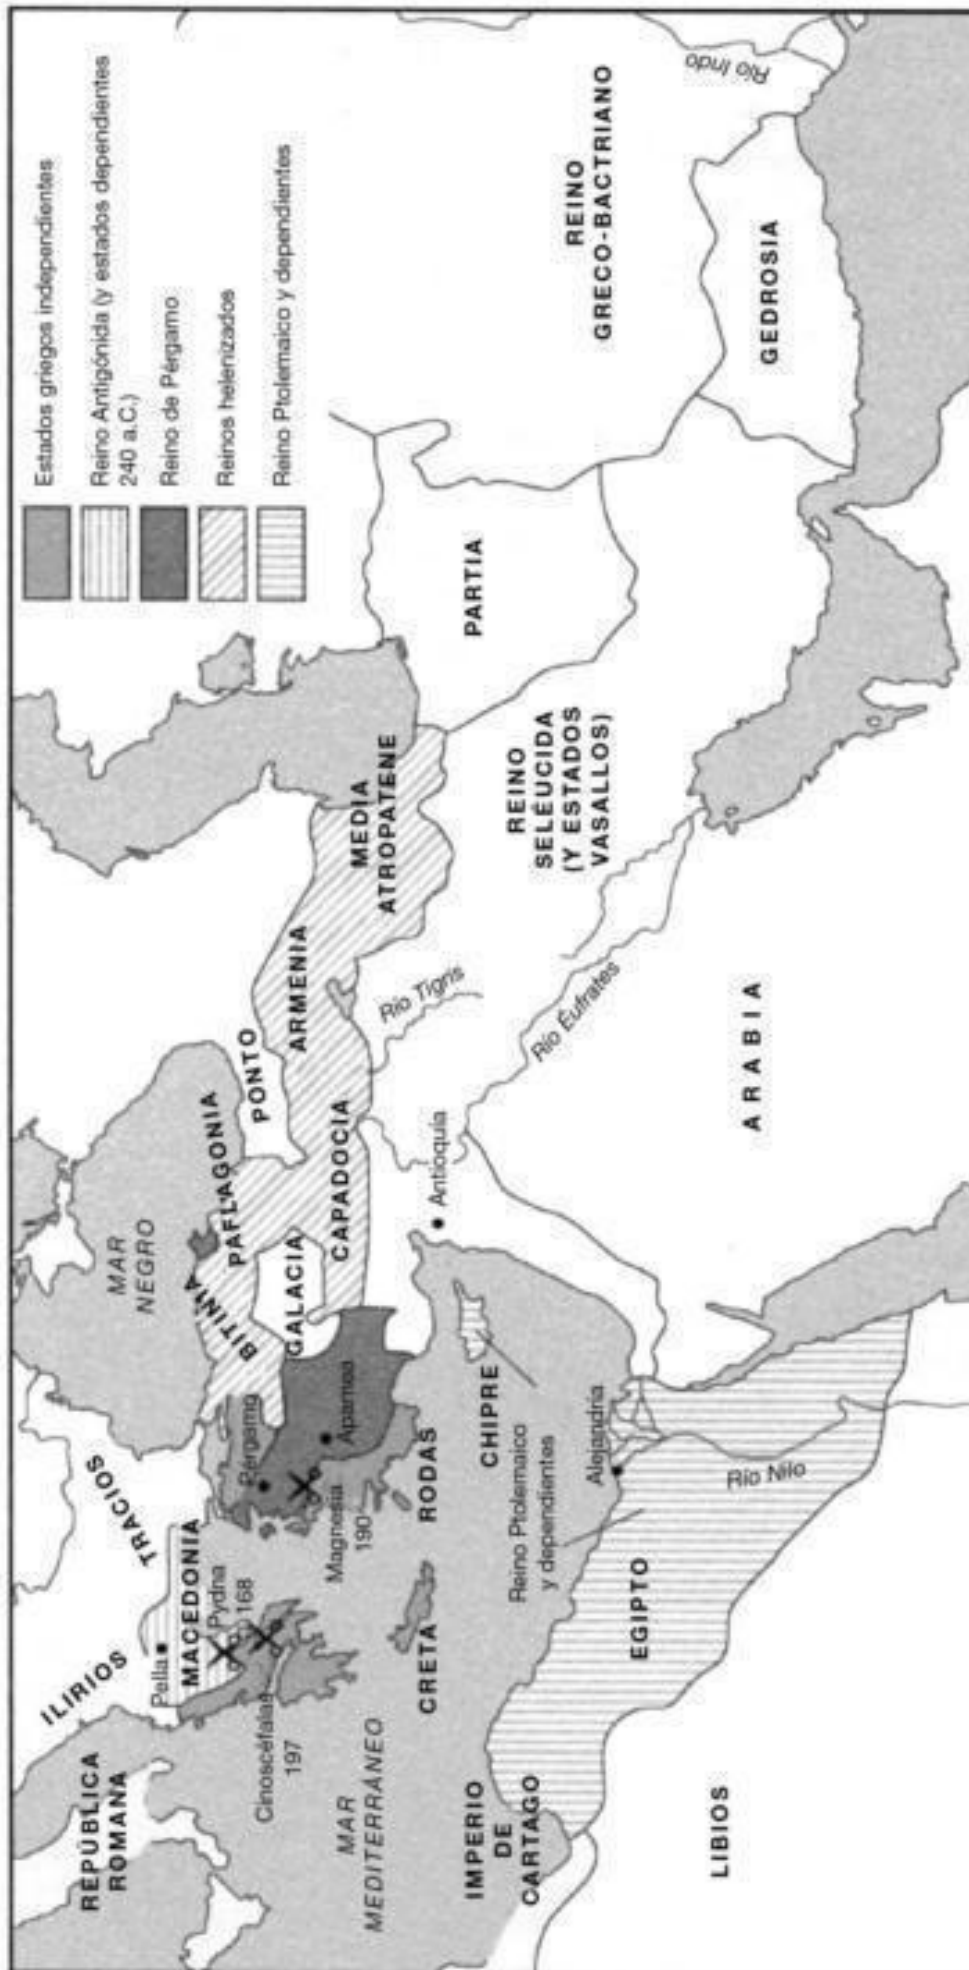 Estados griegos independientes
Reino Antigónida (y estados dependientes
240 a.C.)
Reino de Pérgamo
Reinos helenizados
Reino Ptolemaico y dependientes
REPÚBLICA
ROMANA
ILIRIOS
TRACIOS
MAR
NEGRO
Pella
MACEDONIA
Pydna
168
Cinoscéfalas
197
Pérgamo
Magnesia
190
Apamea
BITINIA
PAFLAGONIA
PONTO
GALACIA
CAPADOCIA
ARMENIA
MEDIA
ATROPATENE
PARTIA
REINO
GRECO-BACTRIANO
Río Indo
GEDROSIA
REINO
SELÉUCIDA
(Y ESTADOS
VASALLOS)
Río Tigris
Río Éufrates
Antioquía
MAR
MEDITERRÁNEO
CRETA
RODAS
CHIPRE
Reino Ptolemaico
y dependientes
Alejandría
Río Nilo
IMPERIO
DE
CARTAGO
EGIPTO
LIBIOS
ARABIA